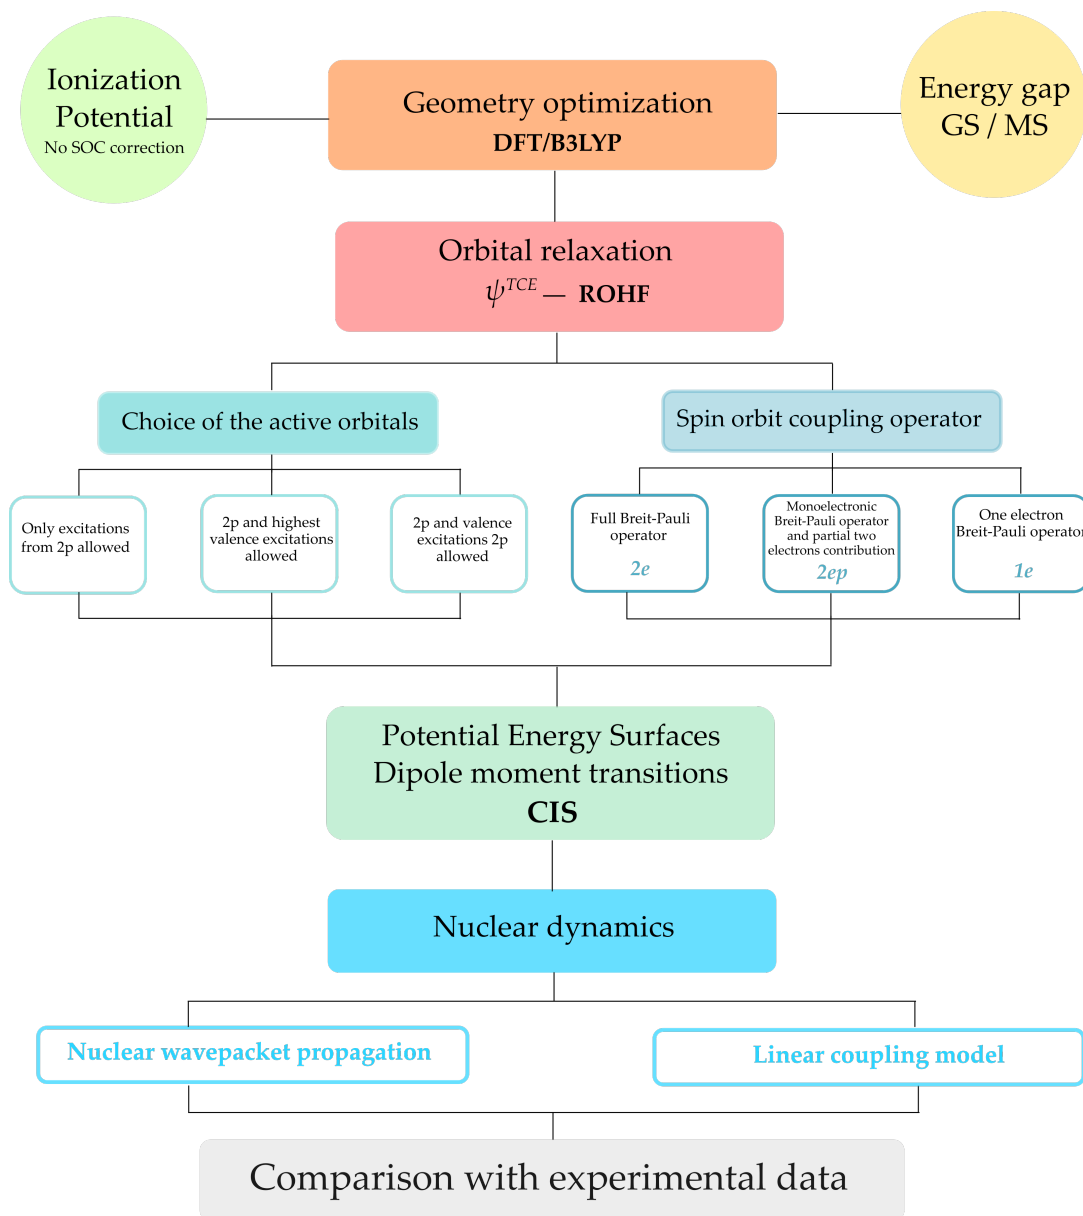 Ionization
Potential
No SOC correction
Geometry optimization
DFT/B3LYP
Energy gap
GS / MS
Orbital relaxation
ψ^TCE — ROHF
Choice of the active orbitals
Spin orbit coupling operator
Only excitations
from 2p allowed
2p and highest
valence excitations
allowed
2p and valence
excitations 2p
allowed
Full Breit-Pauli
operator
2e
Monoelectronic
Breit-Pauli operator
and partial two
electrons contribution
2ep
One electron
Breit-Pauli operator
1e
Potential Energy Surfaces
Dipole moment transitions
CIS
Nuclear dynamics
Nuclear wavepacket propagation
Linear coupling model
Comparison with experimental data